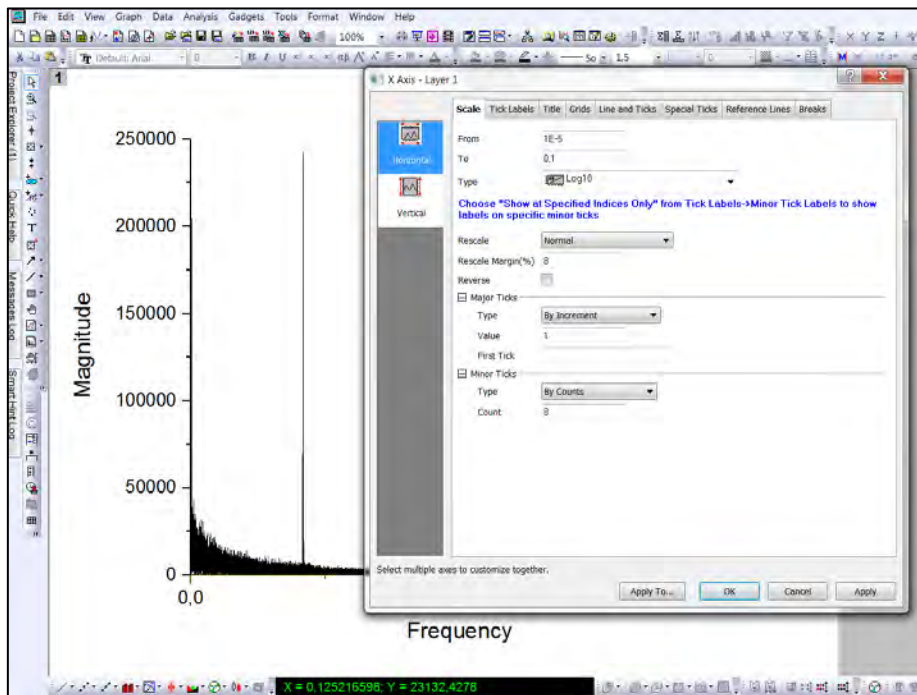 File Edit View Graph Data Analysis Gadgets Tools Format Window Help
100%
Default: Arial 0 B I U 1.5 0
Project Explorer (1)
Quick Help
Messages Log
Smart Hint Log
1
250000
200000
150000
100000
50000
0
0,0
Magnitude
Frequency
X Axis - Layer 1
Scale Tick Labels Title Grids Line and Ticks Special Ticks Reference Lines Breaks
Horizontal
Vertical
From 1E-5
To 0,1
Type Log10
Choose "Show at Specified Indices Only" from Tick Labels->Minor Tick Labels to show
labels on specific minor ticks
Rescale Normal
Rescale Margin(%) 8
Reverse
Major Ticks
Type By Increment
Value 1
First Tick
Minor Ticks
Type By Counts
Count 8
Select multiple axes to customize together.
Apply To... OK Cancel Apply
X = 0,125216598; Y = 23132,4278